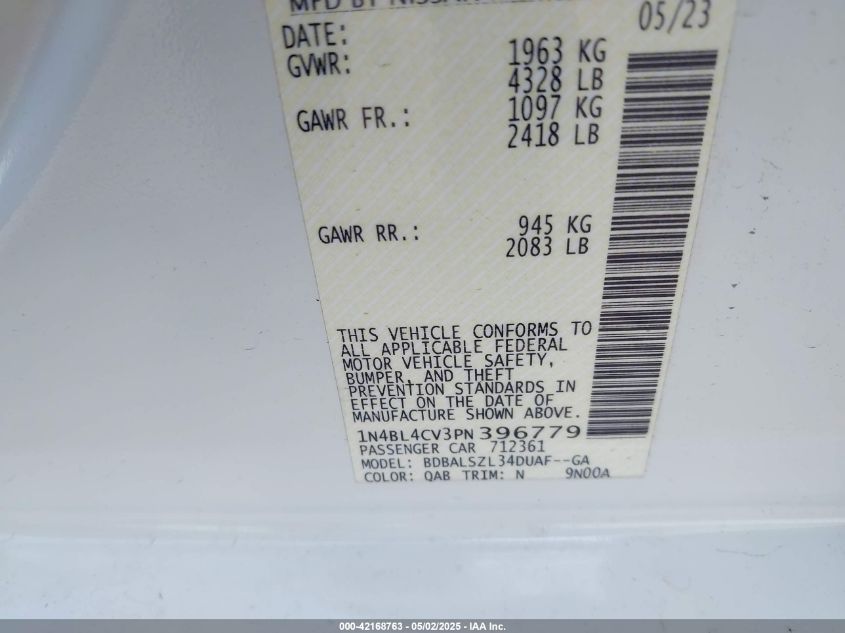 MFD BY NISSAN
DATE: 05/23
GVWR: 1963 KG
4328 LB
GAWR FR.: 1097 KG
2418 LB
GAWR RR.: 945 KG
2083 LB
THIS VEHICLE CONFORMS TO
ALL APPLICABLE FEDERAL
MOTOR VEHICLE SAFETY,
BUMPER, AND THEFT
PREVENTION STANDARDS IN
EFFECT ON THE DATE OF
MANUFACTURE SHOWN ABOVE.
1N4BL4CV3PN396779
PASSENGER CAR 712361
MODEL: BDBALSZL34DUAF--GA
COLOR: QAB TRIM: N 9N00A
000-42168763 - 05/02/2025 - IAA Inc.